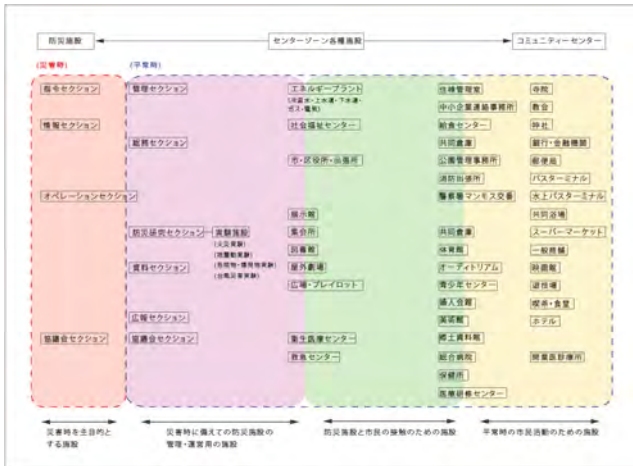 防災施設
センターゾーン各種施設
コミュニティーセンター
(災害時)
(平常時)
指令セクション
情報セクション
オペレーションセクション
協議会セクション
管理セクション
総務セクション
防災研究セクション
資料セクション
広報セクション
協議会セクション
実験施設
(火災実験)
エネルギープラント
社会福祉センター
市・区役所・出張所
展示館
集会所
図書館
屋外劇場
広場・プレイロット
衛生医療センター
救急センター
住棟管理室
中小企業連絡事務所
給食センター
共同倉庫
公園管理事務所
消防出張所
警察署マンモス交番
共同倉庫
体育館
オーディトリアム
青少年センター
婦人会館
美術館
郷土資料館
総合病院
保健所
医療研修センター
寺院
教会
神社
銀行・金融機関
郵便局
バスターミナル
水上バスターミナル
共同浴場
スーパーマーケット
一般商舗
映画館
遊技場
喫茶・食堂
ホテル
開業医診療所
災害時を主目的と
する施設
災害時に備えての防災施設の
管理・運営用の施設
防災施設と市民の接触のための施設
平常時の市民活動のための施設